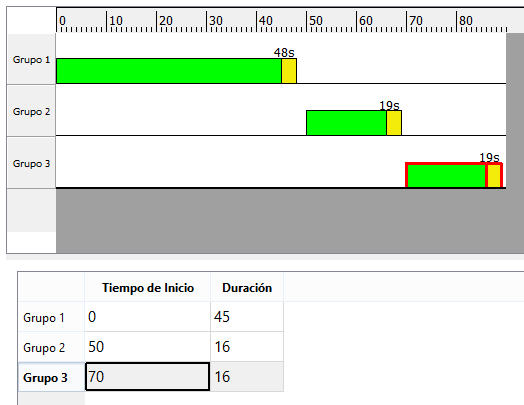 0 10 20 30 40 50 60 70 80
Grupo 1 48s
Grupo 2 19s
Grupo 3 19s
Tiempo de Inicio Duración
Grupo 1 0 45
Grupo 2 50 16
Grupo 3 70 16